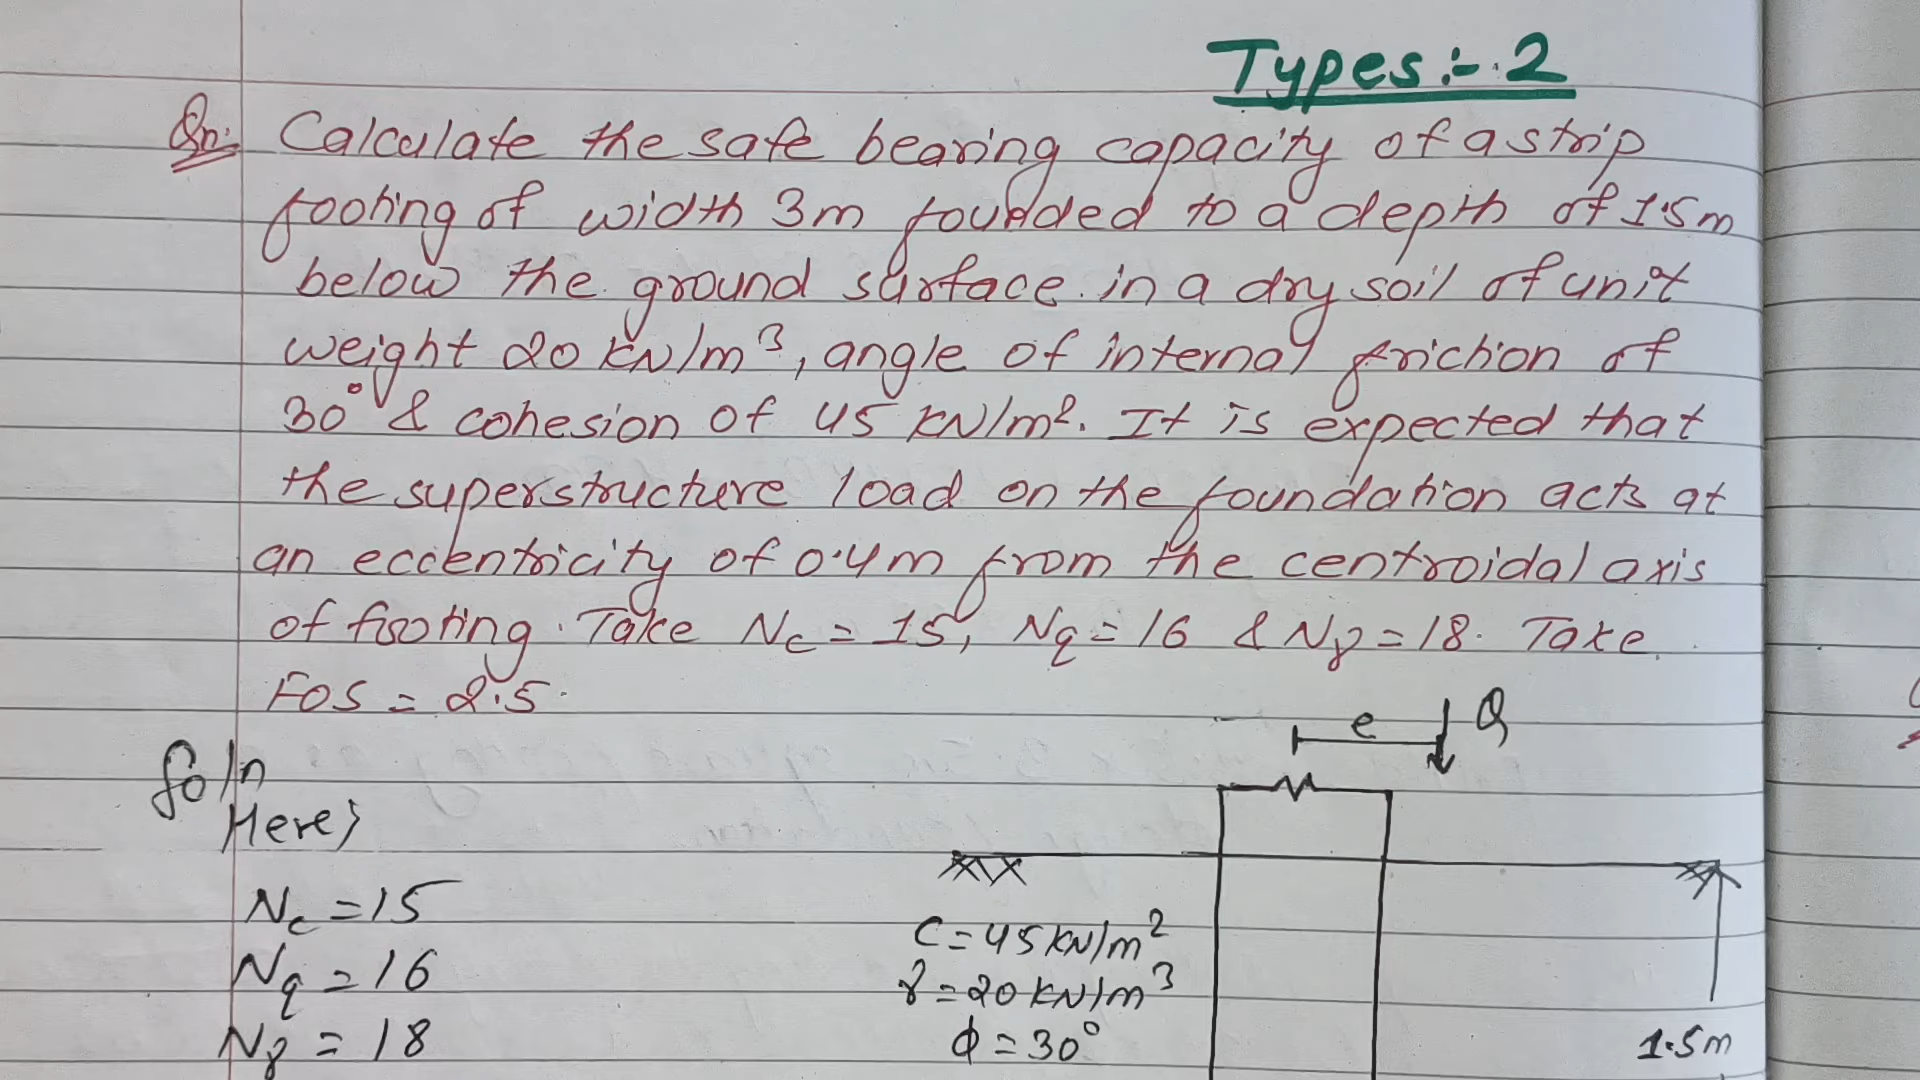 Types :- 2
Qn: Calculate the safe bearing capacity of a strip
footing of width 3m founded to a depth of 1.5m
below the ground surface in a dry soil of unit
weight 20 KN/m³, angle of internal friction of
30° & cohesion of 45 KN/m². It is expected that
the superstructure load on the foundation acts at
an eccentricity of 0.4m from the centroidal axis
of footing. Take Nc = 15, Nq = 16 & Nγ = 18. Take
FOS = 2.5.
e Q
Soln
Here,
Nc = 15
C = 45 KN/m²
Nq = 16
γ = 20 KN/m³
Nγ = 18
ϕ = 30°
1.5m